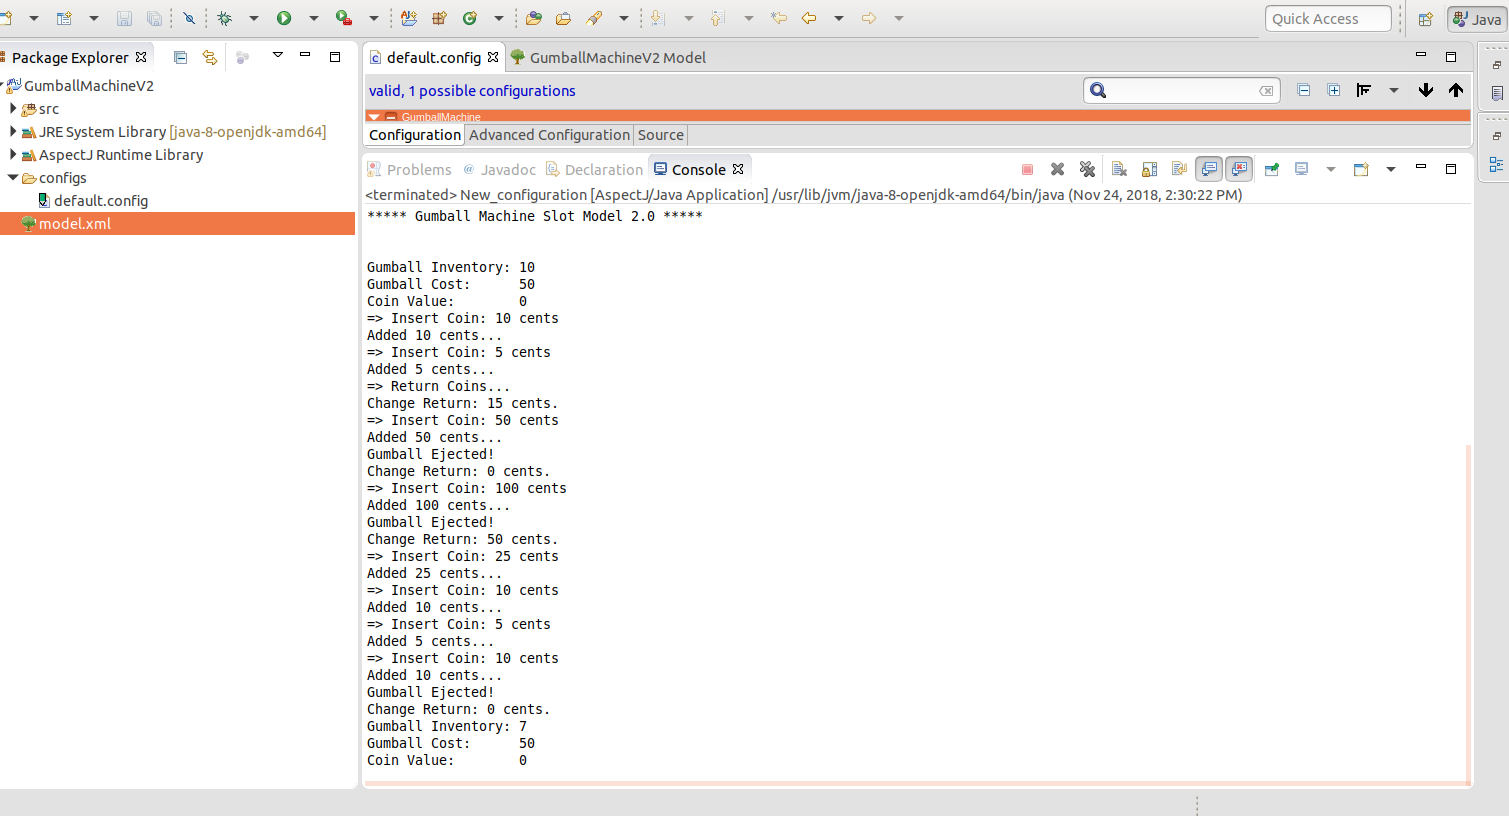 Quick Access
Java
Package Explorer
default.config
GumballMachineV2 Model
GumballMachineV2
valid, 1 possible configurations
src
GumballMachine
JRE System Library [java-8-openjdk-amd64]
Configuration Advanced Configuration Source
AspectJ Runtime Library
Problems @ Javadoc Declaration Console
configs
default.config
<terminated> New_configuration [AspectJ/Java Application] /usr/lib/jvm/java-8-openjdk-amd64/bin/java (Nov 24, 2018, 2:30:22 PM)
model.xml
***** Gumball Machine Slot Model 2.0 *****
Gumball Inventory: 10
Gumball Cost: 50
Coin Value: 0
=> Insert Coin: 10 cents
Added 10 cents...
=> Insert Coin: 5 cents
Added 5 cents...
=> Return Coins...
Change Return: 15 cents.
=> Insert Coin: 50 cents
Added 50 cents...
Gumball Ejected!
Change Return: 0 cents.
=> Insert Coin: 100 cents
Added 100 cents...
Gumball Ejected!
Change Return: 50 cents.
=> Insert Coin: 25 cents
Added 25 cents...
=> Insert Coin: 10 cents
Added 10 cents...
=> Insert Coin: 5 cents
Added 5 cents...
=> Insert Coin: 10 cents
Added 10 cents...
Gumball Ejected!
Change Return: 0 cents.
Gumball Inventory: 7
Gumball Cost: 50
Coin Value: 0